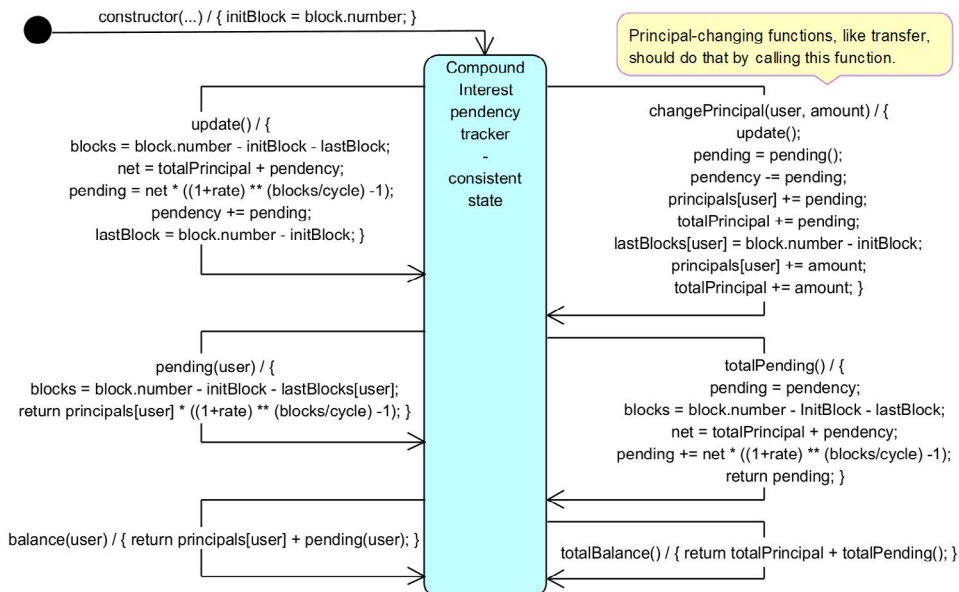 constructor(...) / { initBlock = block.number; }
Principal-changing functions, like transfer,
should do that by calling this function.
Compound
Interest
pendency
tracker
-
consistent
state
update() / {
blocks = block.number - initBlock - lastBlock;
net = totalPrincipal + pendency;
pending = net * ((1+rate) ** (blocks/cycle) -1);
pendency += pending;
lastBlock = block.number - initBlock; }
changePrincipal(user, amount) / {
update();
pending = pending();
pendency -= pending;
principals[user] += pending;
totalPrincipal += pending;
lastBlocks[user] = block.number - initBlock;
principals[user] += amount;
totalPrincipal += amount; }
pending(user) / {
blocks = block.number - initBlock - lastBlocks[user];
return principals[user] * ((1+rate) ** (blocks/cycle) -1); }
totalPending() / {
pending = pendency;
blocks = block.number - InitBlock - lastBlock;
net = totalPrincipal + pendency;
pending += net * ((1+rate) ** (blocks/cycle) -1);
return pending; }
balance(user) / { return principals[user] + pending(user); }
totalBalance() / { return totalPrincipal + totalPending(); }